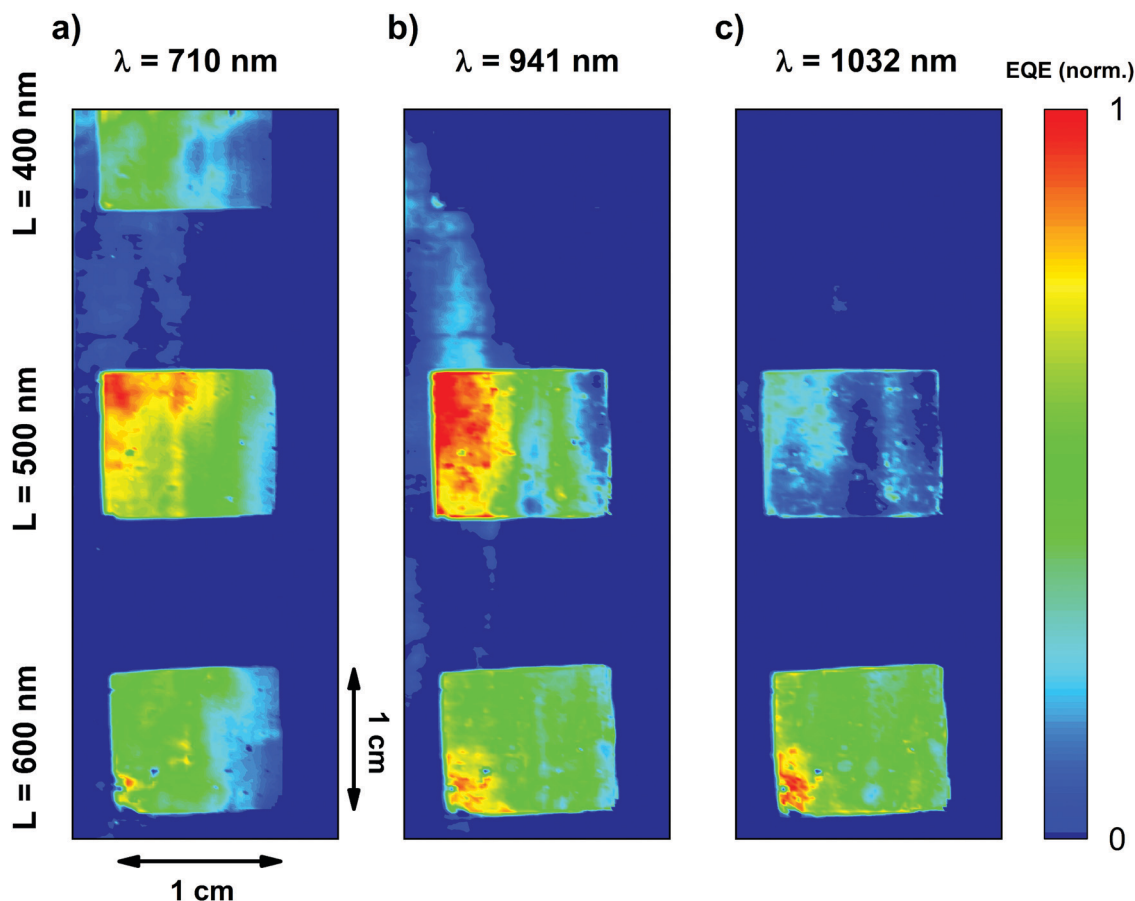 a)
λ = 710 nm
b)
λ = 941 nm
c)
λ = 1032 nm
EQE (norm.)
1
0
L = 400 nm
L = 500 nm
L = 600 nm
1 cm
1 cm